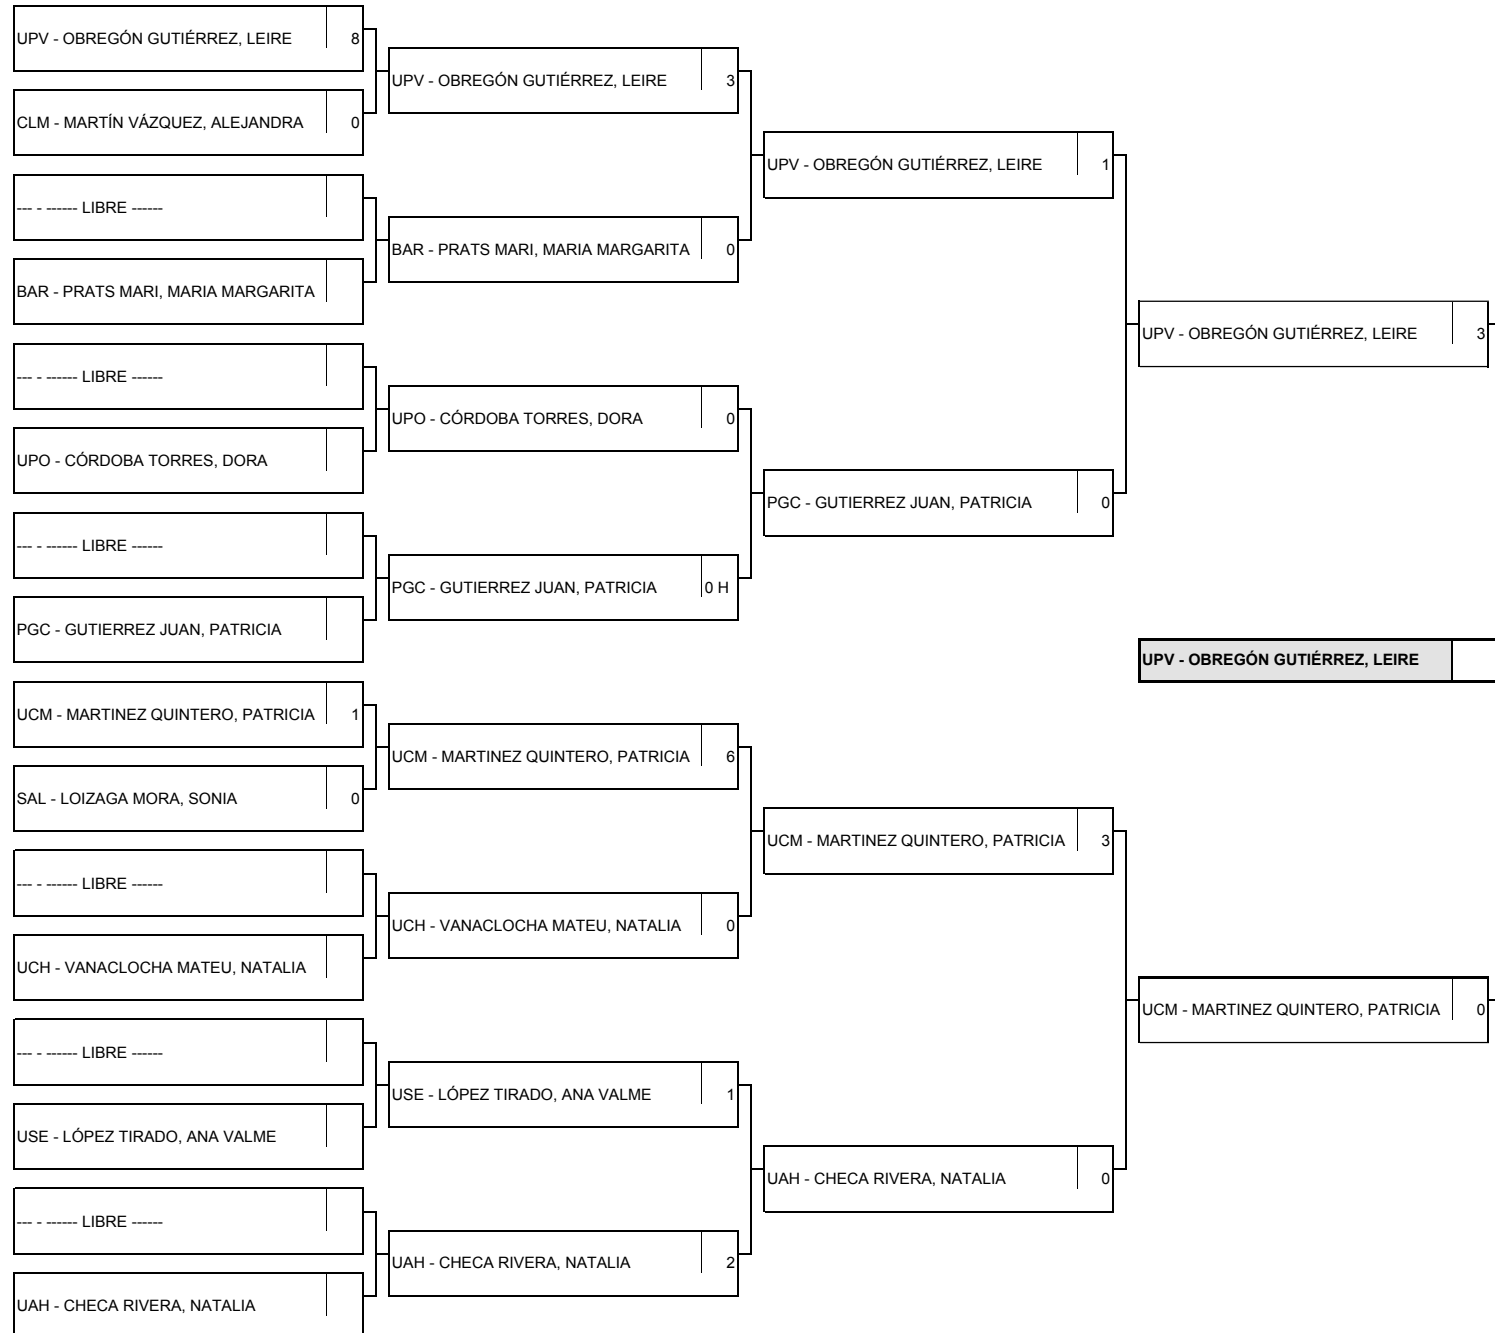 UPV - OBREGÓN GUTIÉRREZ, LEIRE 8
CLM - MARTÍN VÁZQUEZ, ALEJANDRA 0
--- - ------ LIBRE ------
BAR - PRATS MARI, MARIA MARGARITA
--- - ------ LIBRE ------
UPO - CÓRDOBA TORRES, DORA
--- - ------ LIBRE ------
PGC - GUTIERREZ JUAN, PATRICIA
UCM - MARTINEZ QUINTERO, PATRICIA 1
SAL - LOIZAGA MORA, SONIA 0
--- - ------ LIBRE ------
UCH - VANACLOCHA MATEU, NATALIA
--- - ------ LIBRE ------
USE - LÓPEZ TIRADO, ANA VALME
--- - ------ LIBRE ------
UAH - CHECA RIVERA, NATALIA
UPV - OBREGÓN GUTIÉRREZ, LEIRE 3
BAR - PRATS MARI, MARIA MARGARITA 0
UPO - CÓRDOBA TORRES, DORA 0
PGC - GUTIERREZ JUAN, PATRICIA 0 H
UCM - MARTINEZ QUINTERO, PATRICIA 6
UCH - VANACLOCHA MATEU, NATALIA 0
USE - LÓPEZ TIRADO, ANA VALME 1
UAH - CHECA RIVERA, NATALIA 2
UPV - OBREGÓN GUTIÉRREZ, LEIRE 1
PGC - GUTIERREZ JUAN, PATRICIA 0
UCM - MARTINEZ QUINTERO, PATRICIA 3
UAH - CHECA RIVERA, NATALIA 0
UPV - OBREGÓN GUTIÉRREZ, LEIRE 3
UPV - OBREGÓN GUTIÉRREZ, LEIRE
UCM - MARTINEZ QUINTERO, PATRICIA 0